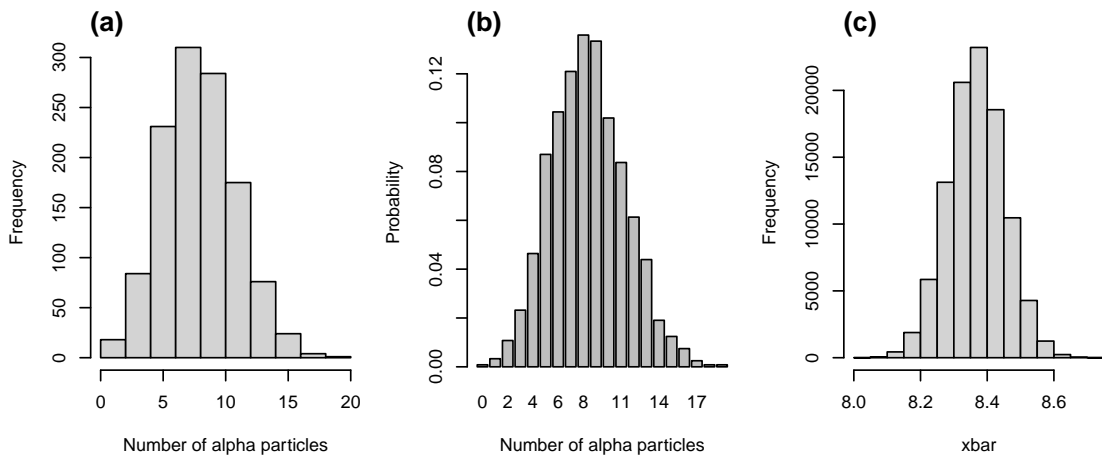 (a)
Frequency
0 50 100 150 200 250 300
0 5 10 15 20
Number of alpha particles
(b)
Probability
0.00 0.04 0.08 0.12
0 2 4 6 8 11 14 17
Number of alpha particles
(c)
Frequency
0 5000 10000 15000 20000
8.0 8.2 8.4 8.6
xbar